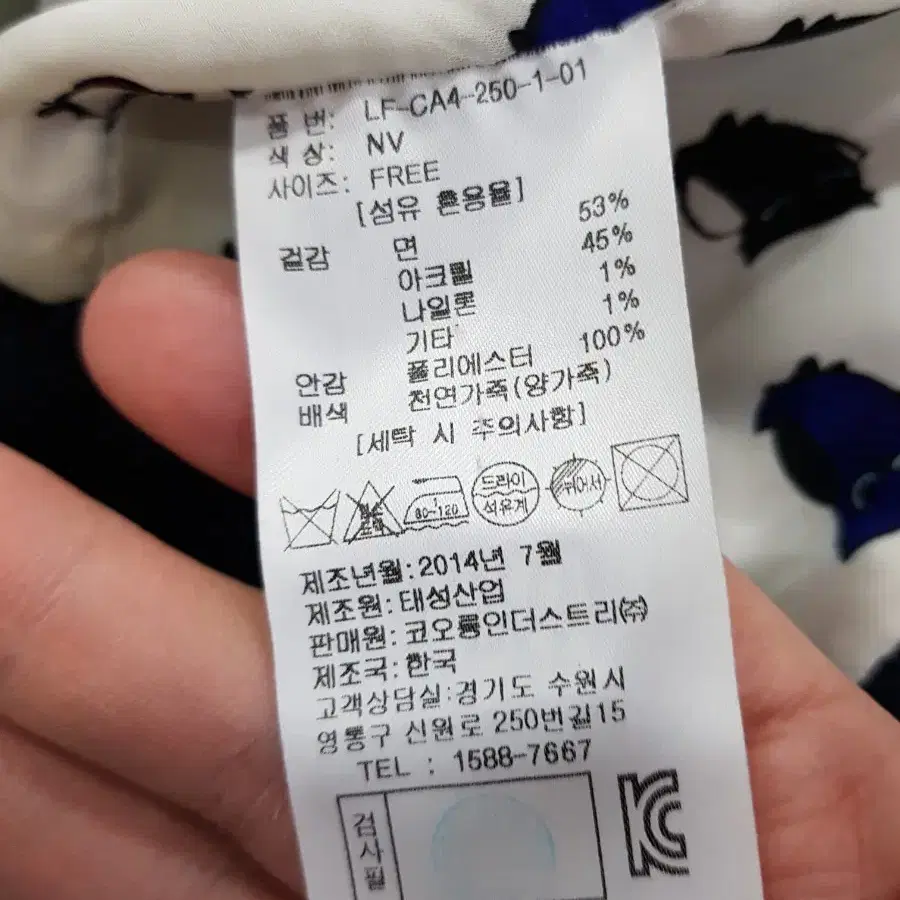 품 번: LF-CA4-250-1-01
색 상: NV
사이즈: FREE
[섬유 혼용율]
겉감 면 53%
아크릴 45%
나일론 1%
기타 1%
안감 폴리에스터 100%
배색 천연가죽(양가죽)
[세탁 시 주의사항]
80-120 드라이 석유계 뉘어서
제조년월:2014년 7월
제조원:태성산업
판매원:코오롱인더스트리㈜
제조국:한국
고객상담실:경기도 수원시
영통구 신원로 250번길15
TEL : 1588-7667
검사필